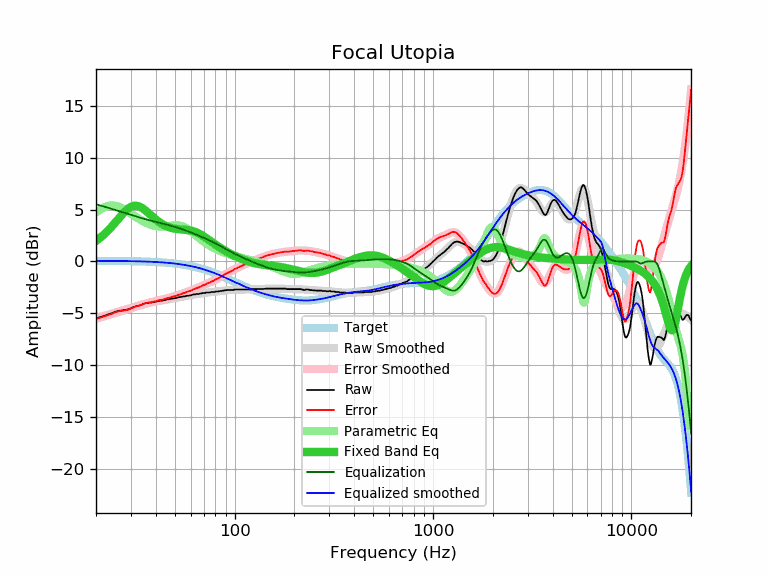 Focal Utopia
15
10
5
0
−5
−10
−15
−20
Amplitude (dBr)
Target
Raw Smoothed
Error Smoothed
Raw
Error
Parametric Eq
Fixed Band Eq
Equalization
Equalized smoothed
100
1000
10000
Frequency (Hz)